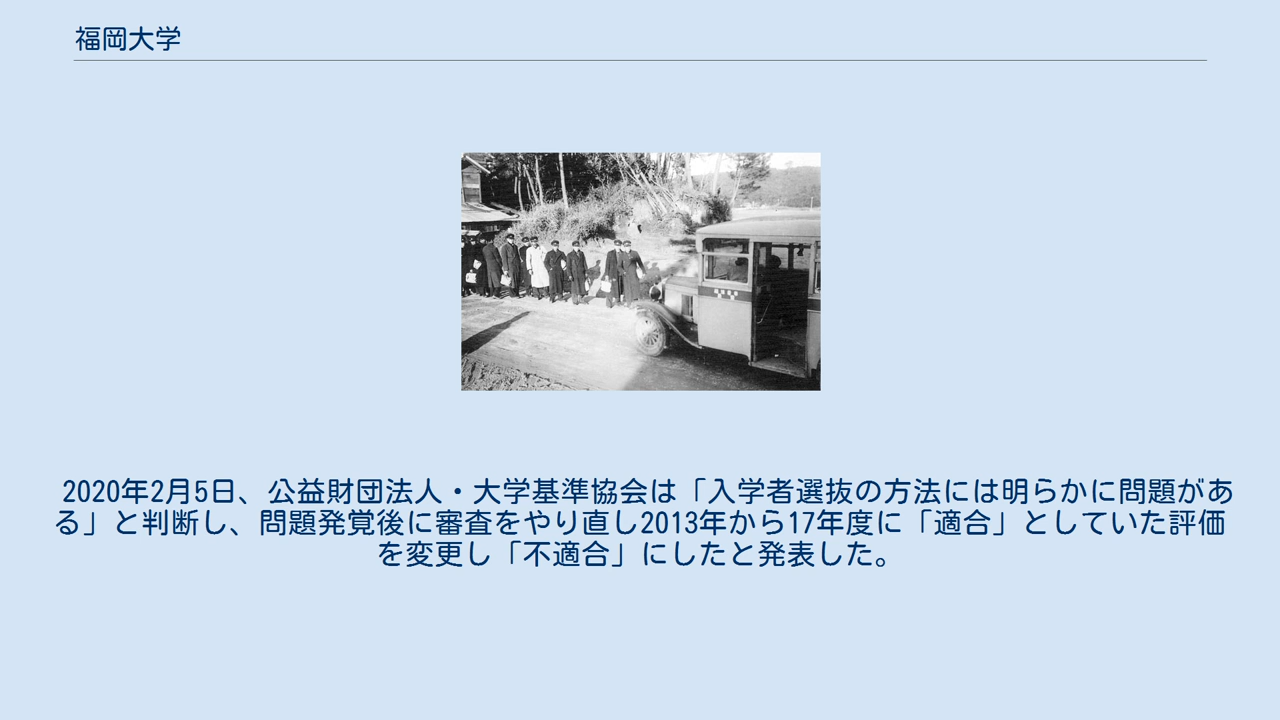 福岡大学
2020年2月5日、公益財団法人・大学基準協会は「入学者選抜の方法には明らかに問題があ
る」と判断し、問題発覚後に審査をやり直し2013年から17年度に「適合」としていた評価
を変更し「不適合」にしたと発表した。